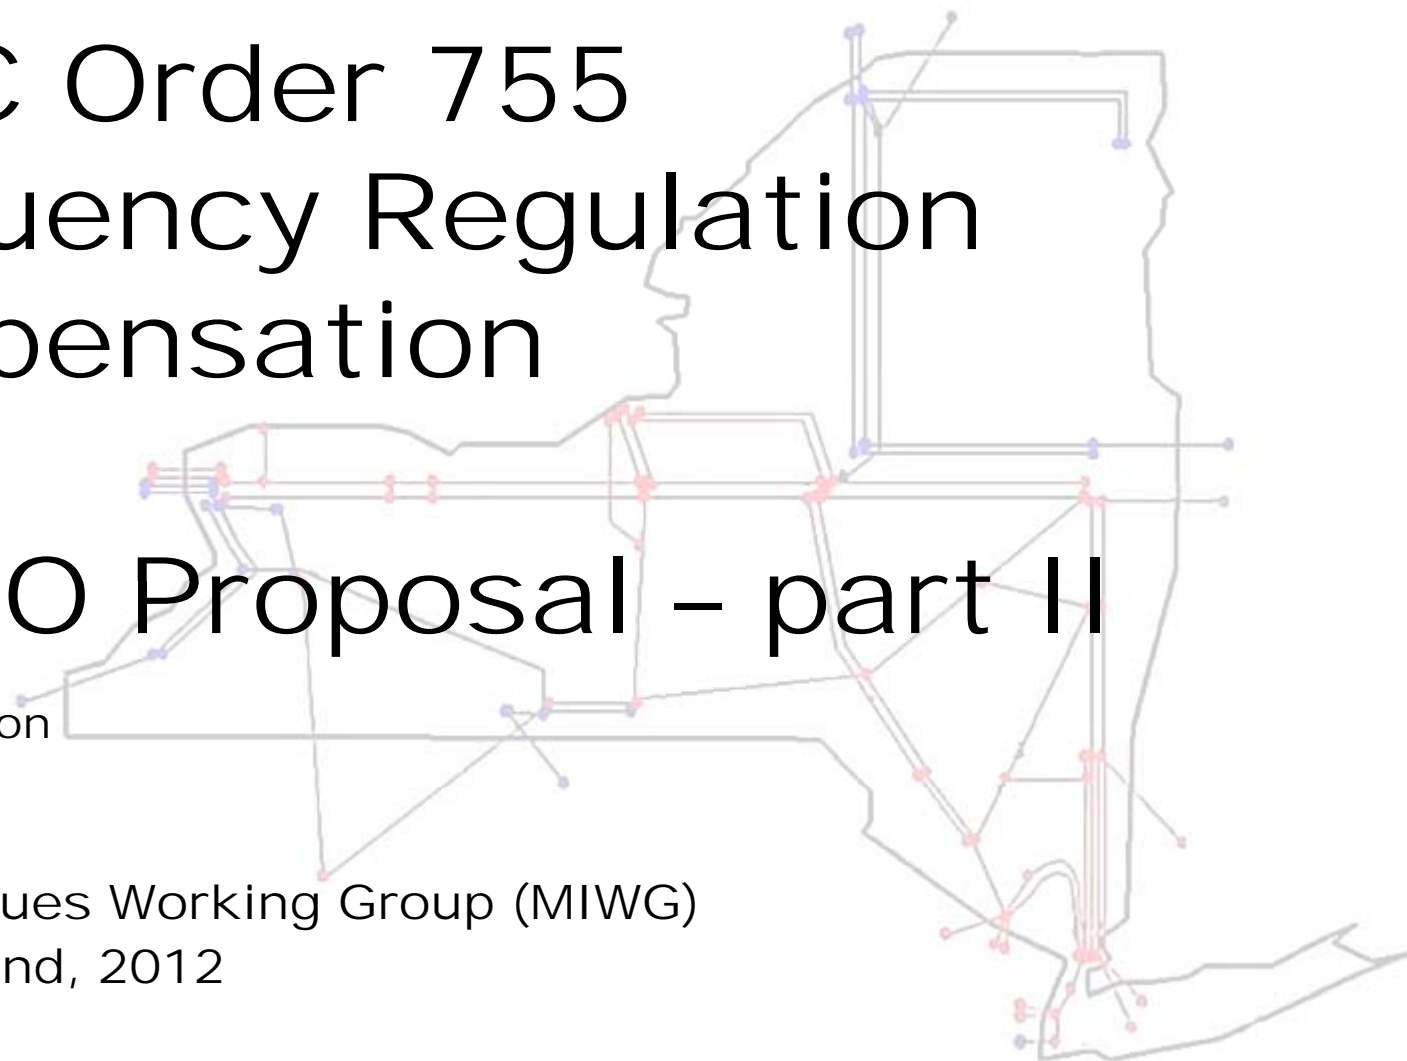 C Order 755
uency Regulation
pensation
O Proposal – part II
on
ues Working Group (MIWG)
nd, 2012